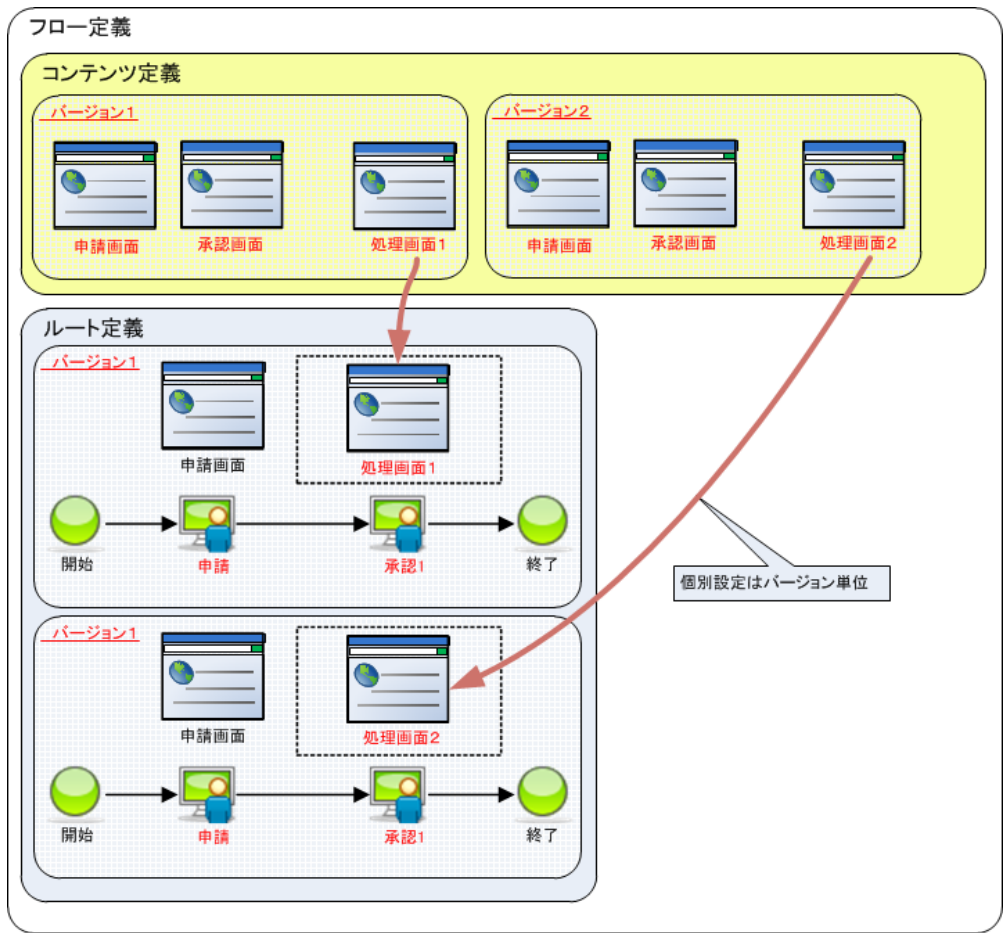 フロー定義
コンテンツ定義
バージョン1
申請画面
承認画面
処理画面1
バージョン2
申請画面
承認画面
処理画面2
ルート定義
バージョン1
申請画面
処理画面1
開始
申請
承認1
終了
個別設定はバージョン単位
バージョン1
申請画面
処理画面2
開始
申請
承認1
終了